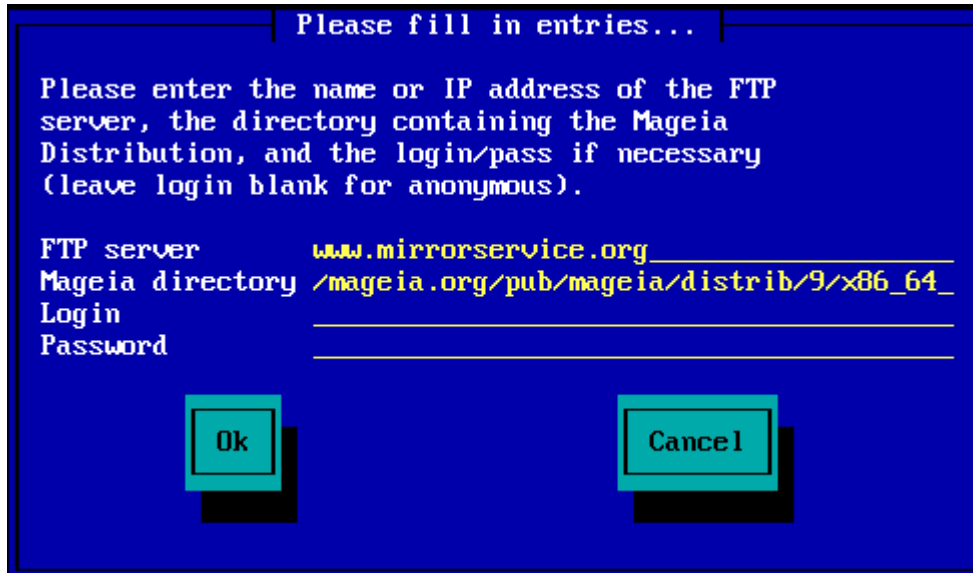 Please fill in entries...
Please enter the name or IP address of the FTP
server, the directory containing the Mageia
Distribution, and the login/pass if necessary
(leave login blank for anonymous).
FTP server www.mirrorservice.org
Mageia directory /mageia.org/pub/mageia/distrib/9/x86_64_
Login
Password
Ok Cancel